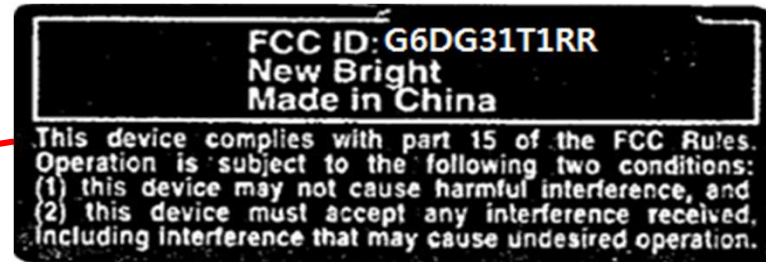 FCC ID: G6DG31T1RR
New Bright
Made in China
This device complies with part 15 of the FCC Rules.
Operation is subject to the following two conditions:
(1) this device may not cause harmful interference, and
(2) this device must accept any interference received,
including interference that may cause undesired operation.